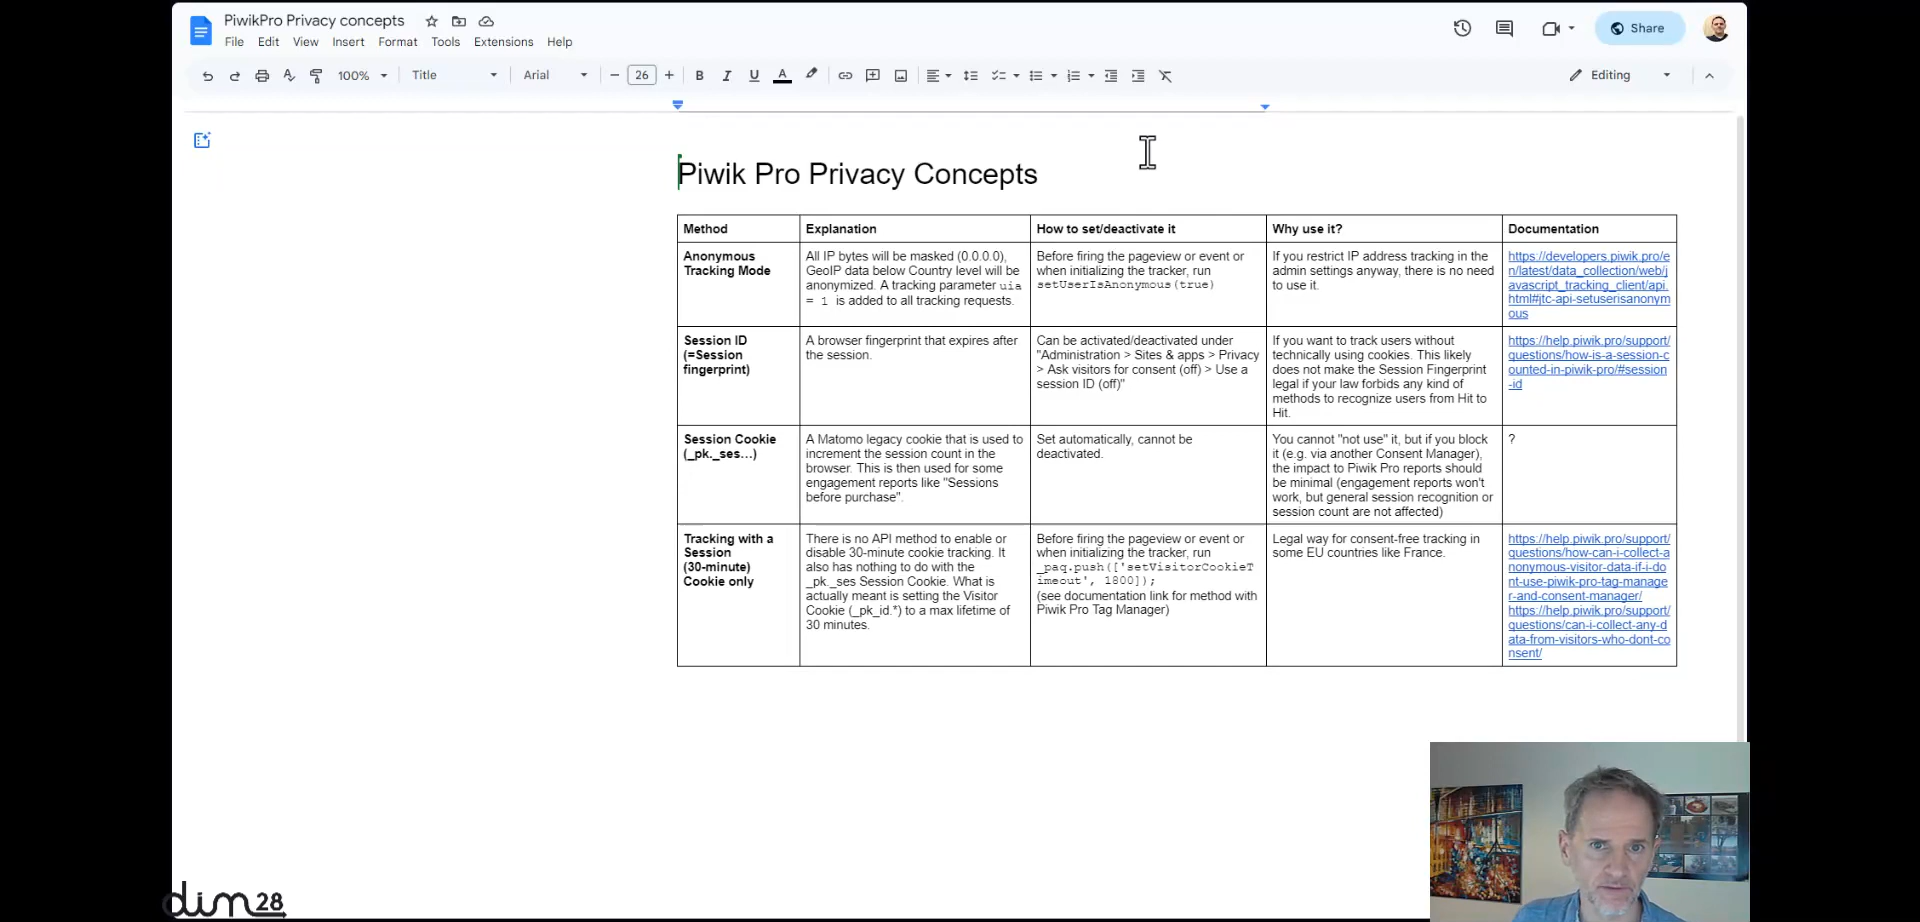 PiwikPro Privacy concepts
Share
File Edit View Insert Format Tools Extensions Help
100% Title Arial 26 B I U A Editing
Piwik Pro Privacy Concepts
Method
Explanation
How to set/deactivate it
Why use it?
Documentation
Anonymous
Tracking Mode
All IP bytes will be masked (0.0.0.0),
GeoIP data below Country level will be
anonymized. A tracking parameter uia
= 1 is added to all tracking requests.
Before firing the pageview or event or
when initializing the tracker, run
setUserIsAnonymous(true)
If you restrict IP address tracking in the
admin settings anyway, there is no need
to use it.
https://developers.piwik.pro/e
n/latest/data_collection/web/j
avascript_tracking_client/api.
html#jtc-api-setuserisanonym
ous
Session ID
(=Session
fingerprint)
A browser fingerprint that expires after
the session.
Can be activated/deactivated under
"Administration > Sites & apps > Privacy
> Ask visitors for consent (off) > Use a
session ID (off)"
If you want to track users without
technically using cookies. This likely
does not make the Session Fingerprint
legal if your law forbids any kind of
methods to recognize users from Hit to
Hit.
https://help.piwik.pro/support/
questions/how-is-a-session-c
ounted-in-piwik-pro/#session
-id
Session Cookie
(_pk._ses...)
A Matomo legacy cookie that is used to
increment the session count in the
browser. This is then used for some
engagement reports like "Sessions
before purchase".
Set automatically, cannot be
deactivated.
You cannot "not use" it, but if you block
it (e.g. via another Consent Manager),
the impact to Piwik Pro reports should
be minimal (engagement reports won't
work, but general session recognition or
session count are not affected)
?
Tracking with a
Session
(30-minute)
Cookie only
There is no API method to enable or
disable 30-minute cookie tracking. It
also has nothing to do with the
_pk._ses Session Cookie. What is
actually meant is setting the Visitor
Cookie (_pk_id.*) to a max lifetime of
30 minutes.
Before firing the pageview or event or
when initializing the tracker, run
_paq.push(['setVisitorCookieT
imeout', 1800]);
(see documentation link for method with
Piwik Pro Tag Manager)
Legal way for consent-free tracking in
some EU countries like France.
https://help.piwik.pro/support/
questions/how-can-i-collect-a
nonymous-visitor-data-if-i-do
nt-use-piwik-pro-tag-manage
r-and-consent-manager/
https://help.piwik.pro/support/
questions/can-i-collect-any-d
ata-from-visitors-who-dont-co
nsent/
dim28